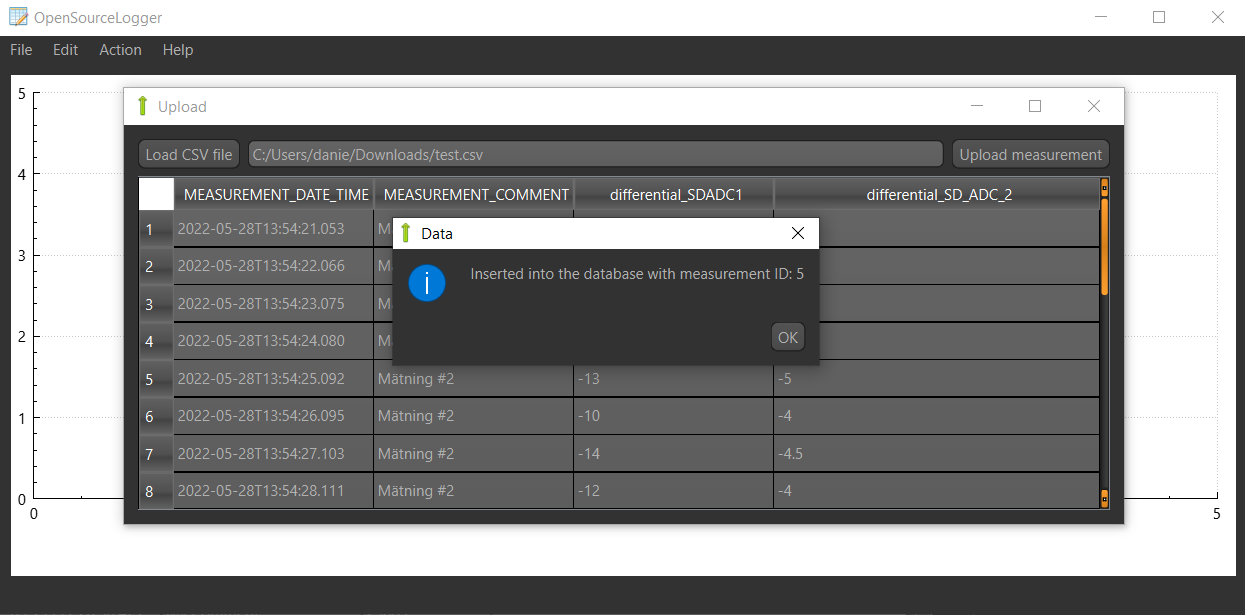 OpenSourceLogger
File Edit Action Help
Upload
Load CSV file C:/Users/danie/Downloads/test.csv Upload measurement
MEASUREMENT_DATE_TIME MEASUREMENT_COMMENT differential_SDADC1 differential_SD_ADC_2
1 2022-05-28T13:54:21.053 M
2 2022-05-28T13:54:22.066 M
3 2022-05-28T13:54:23.075 M
4 2022-05-28T13:54:24.080 M
Data
Inserted into the database with measurement ID: 5
OK
5 2022-05-28T13:54:25.092 Mätning #2 -13 -5
6 2022-05-28T13:54:26.095 Mätning #2 -10 -4
7 2022-05-28T13:54:27.103 Mätning #2 -14 -4.5
8 2022-05-28T13:54:28.111 Mätning #2 -12 -4
5
4
3
2
1
0
0 5